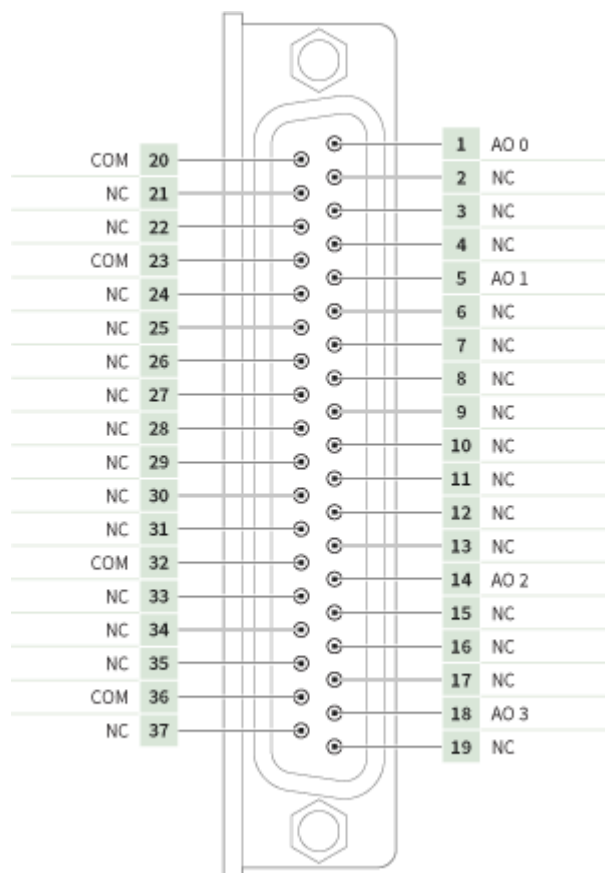 1 AO 0
COM 20
2 NC
NC 21
3 NC
NC 22
4 NC
COM 23
5 AO 1
NC 24
6 NC
NC 25
7 NC
NC 26
8 NC
NC 27
9 NC
NC 28
10 NC
NC 29
11 NC
NC 30
12 NC
NC 31
13 NC
COM 32
14 AO 2
NC 33
15 NC
NC 34
16 NC
NC 35
17 NC
COM 36
18 AO 3
NC 37
19 NC